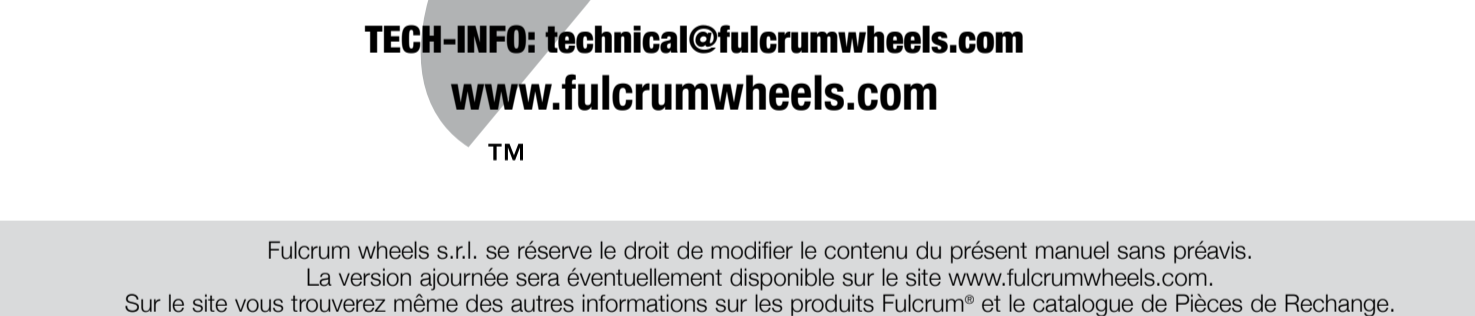 TECH-INFO: technical@fulcrumwheels.com
www.fulcrumwheels.com
TM
Fulcrum wheels s.r.l. se réserve le droit de modifier le contenu du présent manuel sans préavis.
La version ajournée sera éventuellement disponible sur le site www.fulcrumwheels.com.
Sur le site vous trouverez même des autres informations sur les produits Fulcrum® et le catalogue de Pièces de Rechange.